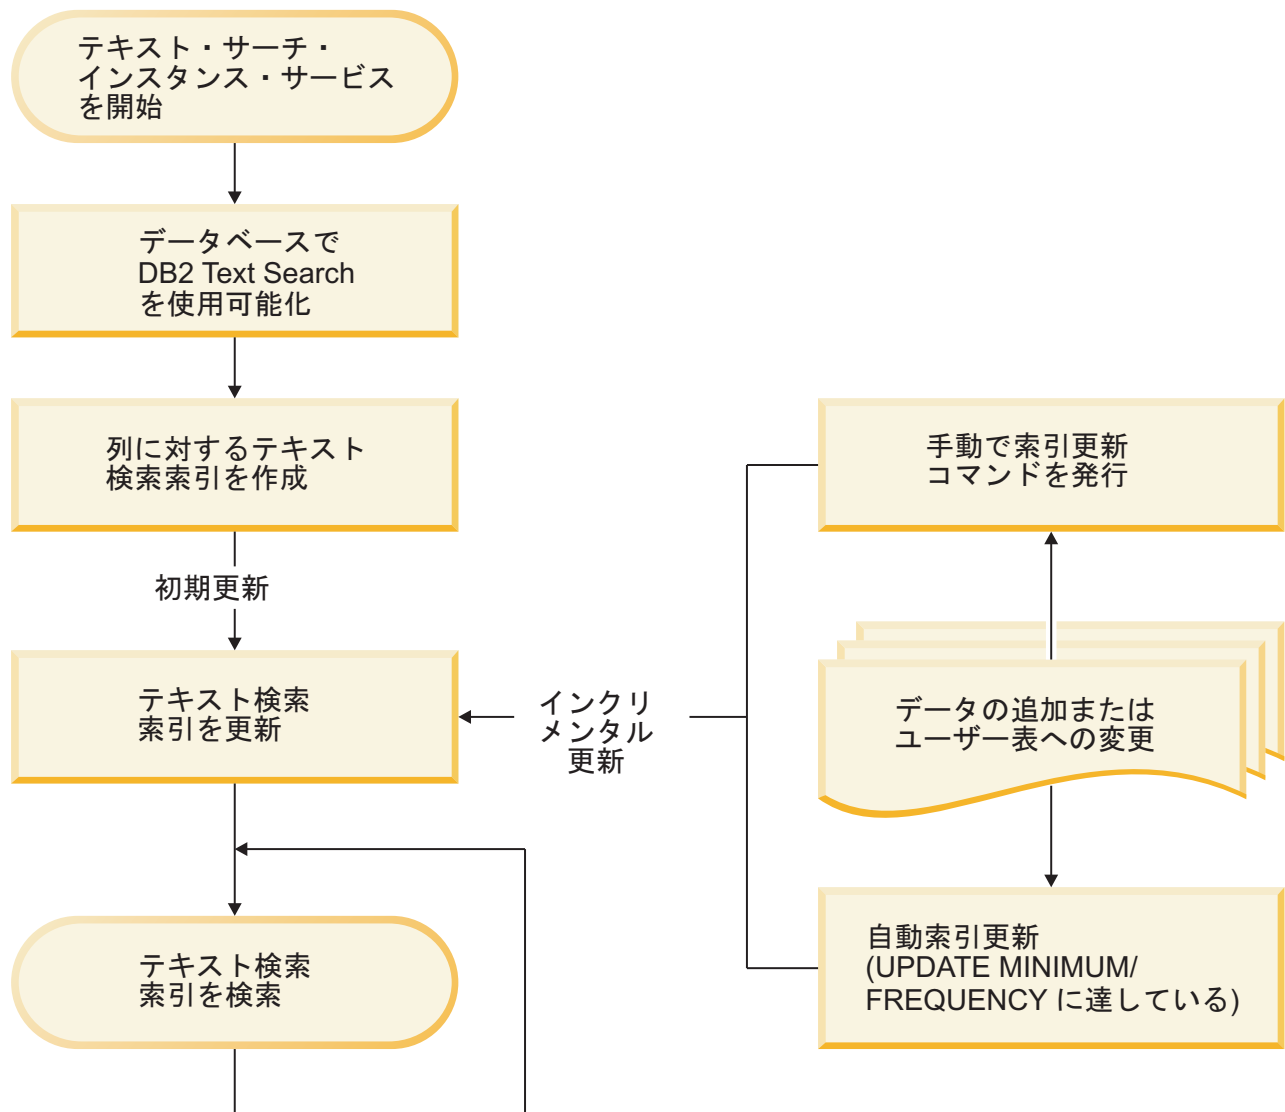 テキスト・サーチ・
インスタンス・サービス
を開始
データベースで
DB2 Text Search
を使用可能化
列に対するテキスト
検索索引を作成
初期更新
テキスト検索
索引を更新
インクリ
メンタル
更新
手動で索引更新
コマンドを発行
データの追加または
ユーザー表への変更
自動索引更新
(UPDATE MINIMUM/
FREQUENCY に達している)
テキスト検索
索引を検索